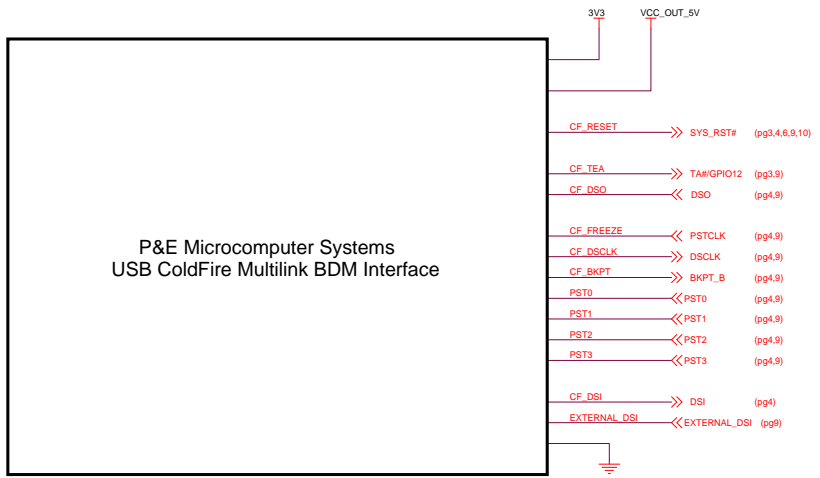 3V3 VCC_OUT_5V
CF_RESET SYS_RST# (pg3,4,6,9,10)
CF_TEA TA#/GPIO12 (pg3,9)
CF_DSO DSO (pg4,9)
P&E Microcomputer Systems
USB ColdFire Multilink BDM Interface
CF_FREEZE PSTCLK (pg4,9)
CF_DSCLK DSCLK (pg4,9)
CF_BKPT BKPT_B (pg4,9)
PST0 PST0 (pg4,9)
PST1 PST1 (pg4,9)
PST2 PST2 (pg4,9)
PST3 PST3 (pg4,9)
CF_DSI DSI (pg4)
EXTERNAL_DSI EXTERNAL_DSI (pg9)